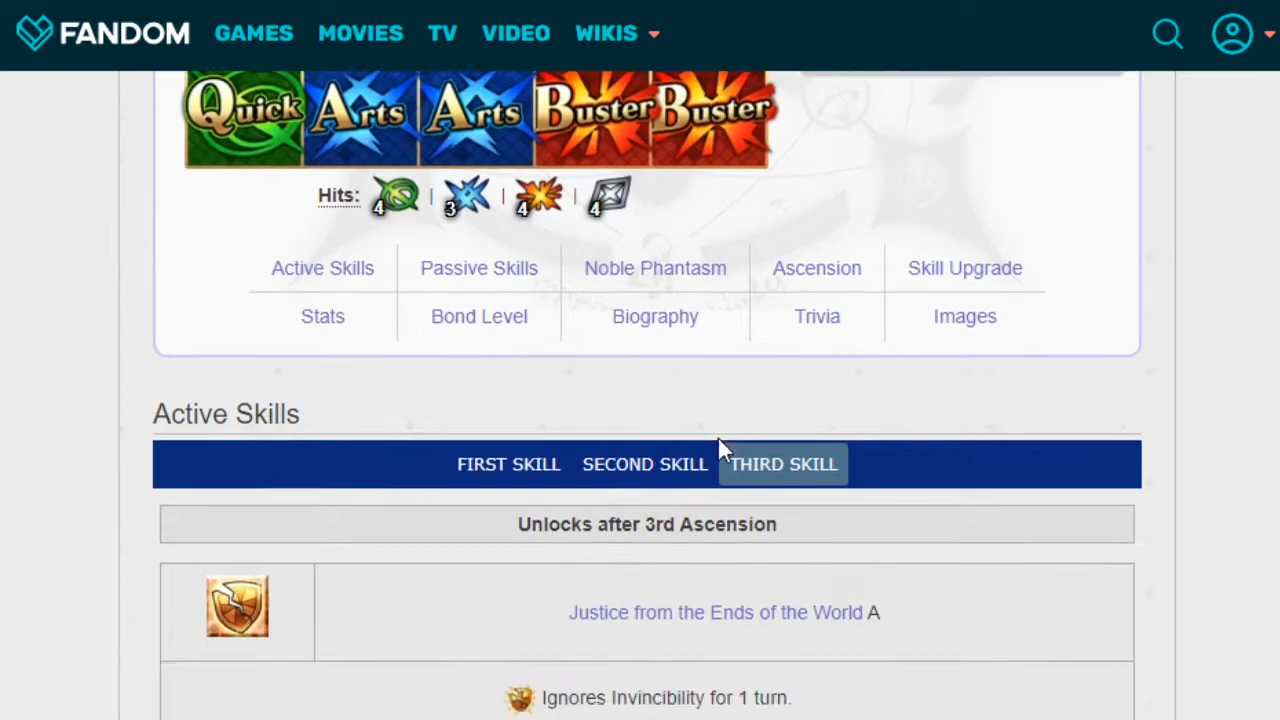 FANDOM GAMES MOVIES TV VIDEO WIKIS
Quick Arts Arts Buster Buster
Hits: 4 | 3 | 4 | 4
Active Skills Passive Skills Noble Phantasm Ascension Skill Upgrade
Stats Bond Level Biography Trivia Images
Active Skills
FIRST SKILL SECOND SKILL THIRD SKILL
Unlocks after 3rd Ascension
Justice from the Ends of the World A
Ignores Invincibility for 1 turn.